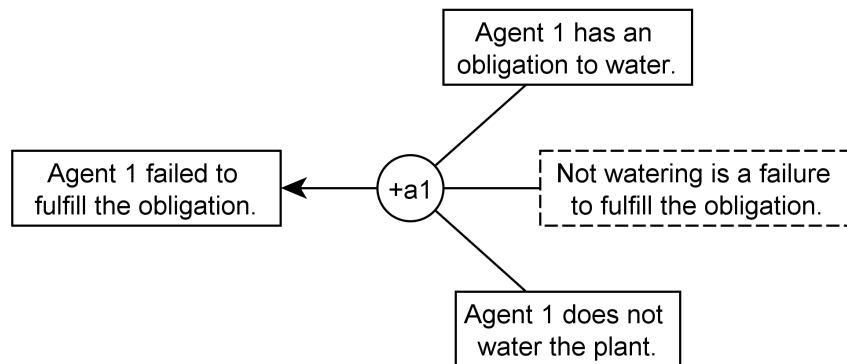 Agent 1 has an
obligation to water.
Agent 1 failed to
fulfill the obligation.
+a1
Not watering is a failure
to fulfill the obligation.
Agent 1 does not
water the plant.